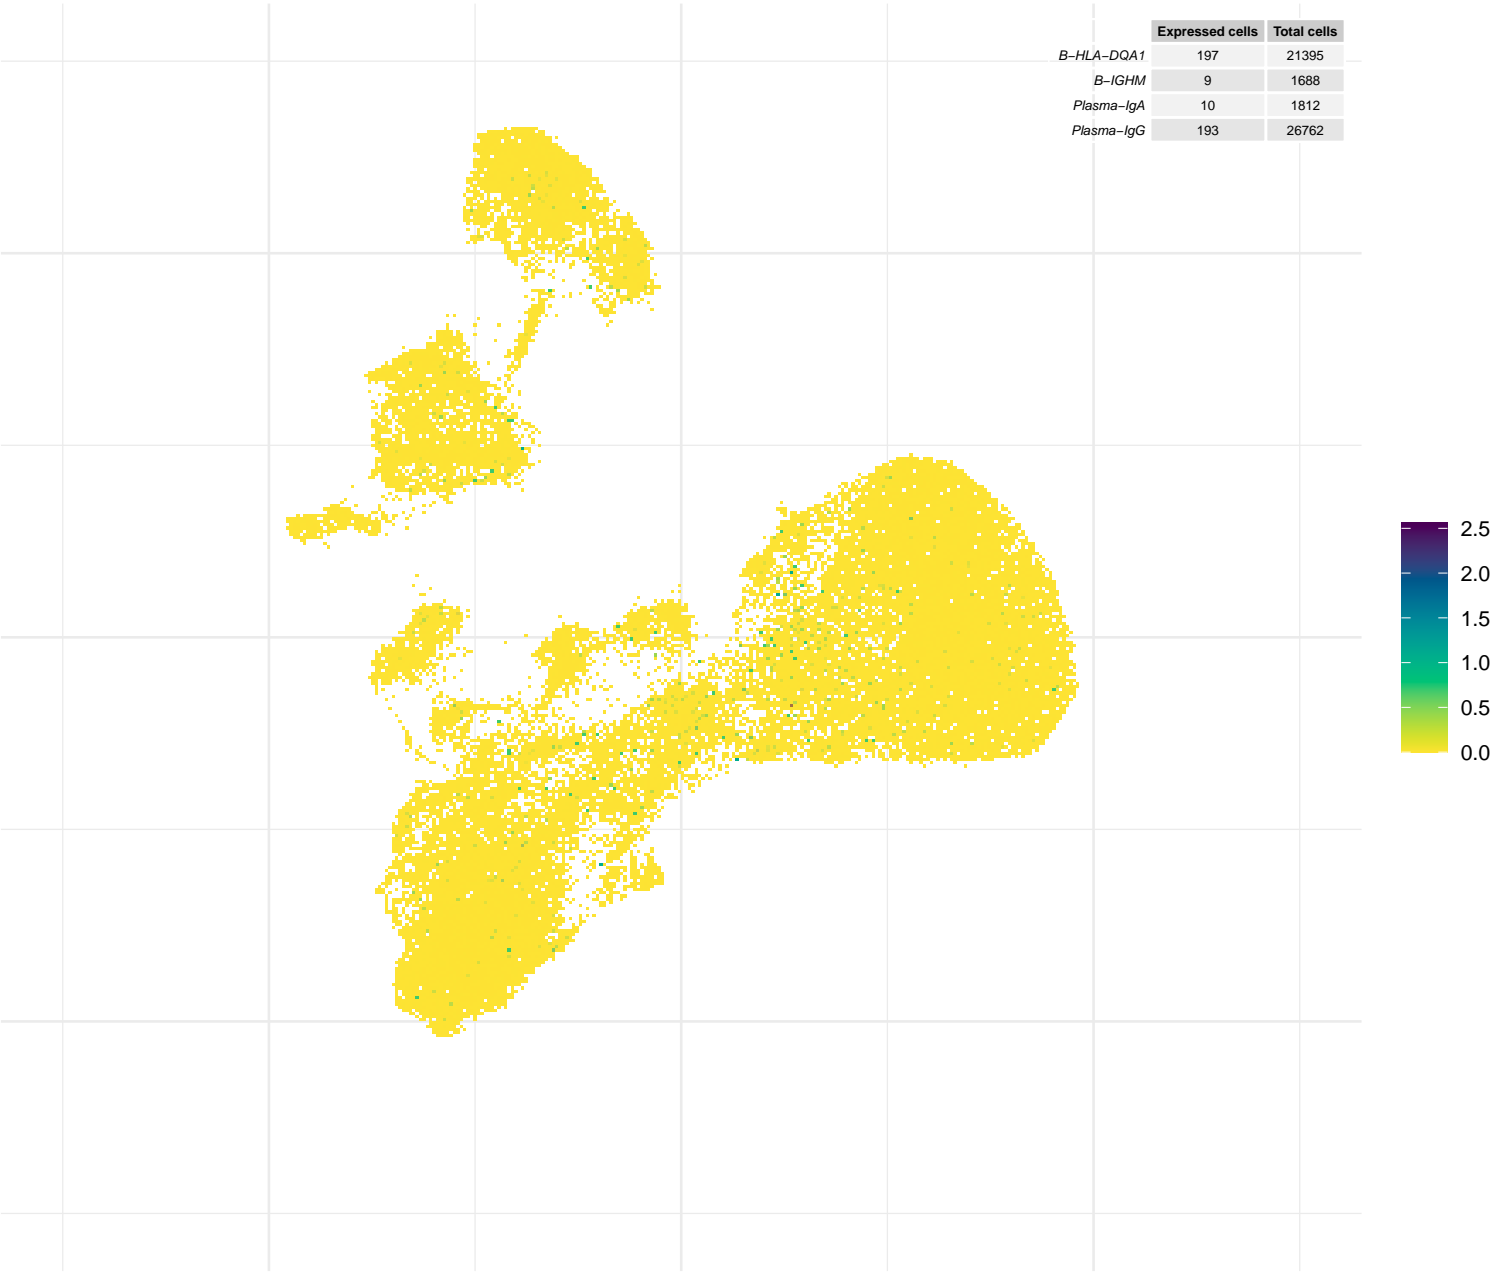 Expressed cells Total cells
B−HLA−DQA1 197 21395
B−IGHM 9 1688
Plasma−IgA 10 1812
Plasma−IgG 193 26762
2.5
2.0
1.5
1.0
0.5
0.0